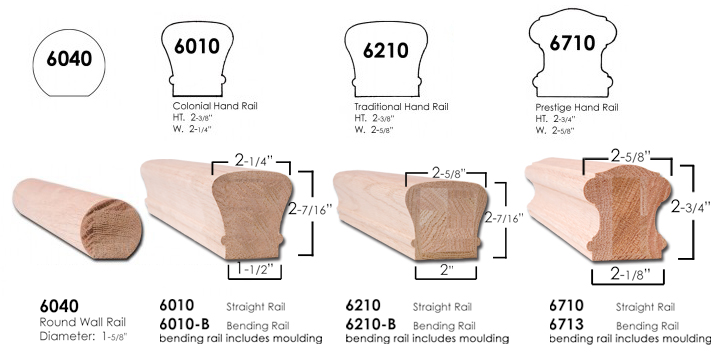 6040
6010
6210
6710
Colonial Hand Rail
HT. 2-3/8"
W. 2-1/4"
Traditional Hand Rail
HT. 2-3/8"
W. 2-5/8"
Prestige Hand Rail
HT. 2-3/4"
W. 2-5/8"
2-1/4"
2-7/16"
1-1/2"
2-5/8"
2-7/16"
2"
2-5/8"
2-3/4"
2-1/8"
6040
Round Wall Rail
Diameter: 1-5/8"
6010 Straight Rail
6010-B Bending Rail
bending rail includes moulding
6210 Straight Rail
6210-B Bending Rail
bending rail includes moulding
6710 Straight Rail
6713 Bending Rail
bending rail includes moulding